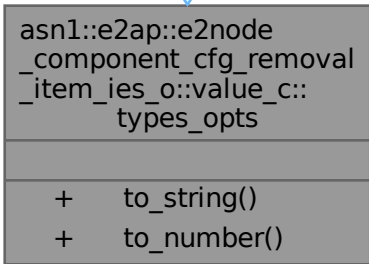 asn1::e2ap::e2node
_component_cfg_removal
_item_ies_o::value_c::
types_opts
+ to_string()
+ to_number()